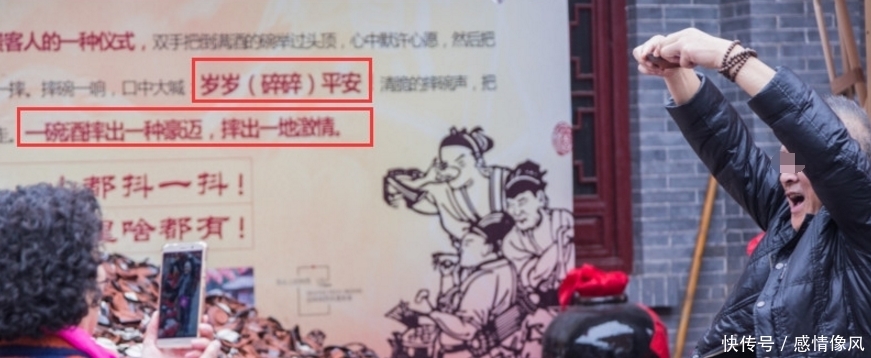 客人的一种仪式，双手把倒满酒的碗举过头顶，心中默许心愿，然后把
一摔。摔碗一响，口中大喊 岁岁（碎碎）平安 清脆的摔碗声，把
一碗酒摔出一种豪迈，摔出一地激情。
都抖一抖！
啥都有！
快传号／感情像风